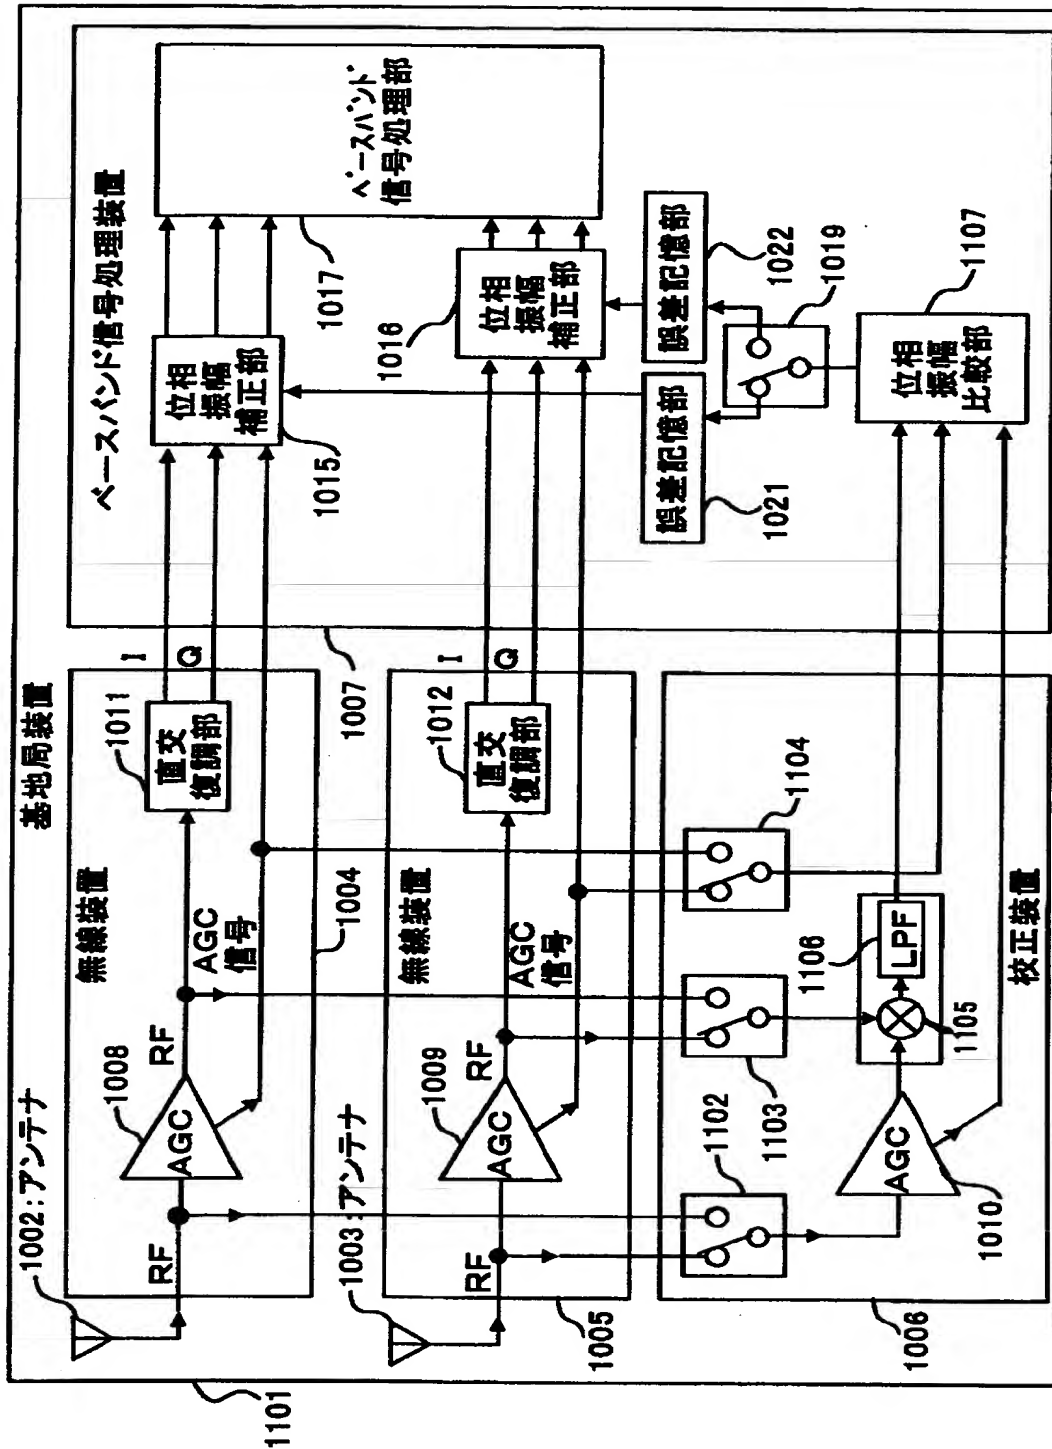 基地局装置
1101
1002:アンテナ
無線装置
RF
1008
AGC
RF
AGC
信号
1004
1011
直交
復調部
I
Q
1003:アンテナ
無線装置
RF
1009
AGC
RF
AGC
信号
1005
1012
直交
復調部
I
Q
1006
校正装置
1102
1103
1104
AGC
1010
1105
1106
LPF
ベースバンド信号処理装置
1007
位相
振幅
補正部
1015
位相
振幅
補正部
1016
ベースバンド
信号処理部
1017
誤差記憶部
1021
誤差記憶部
1022
1019
位相
振幅
比較部
1107